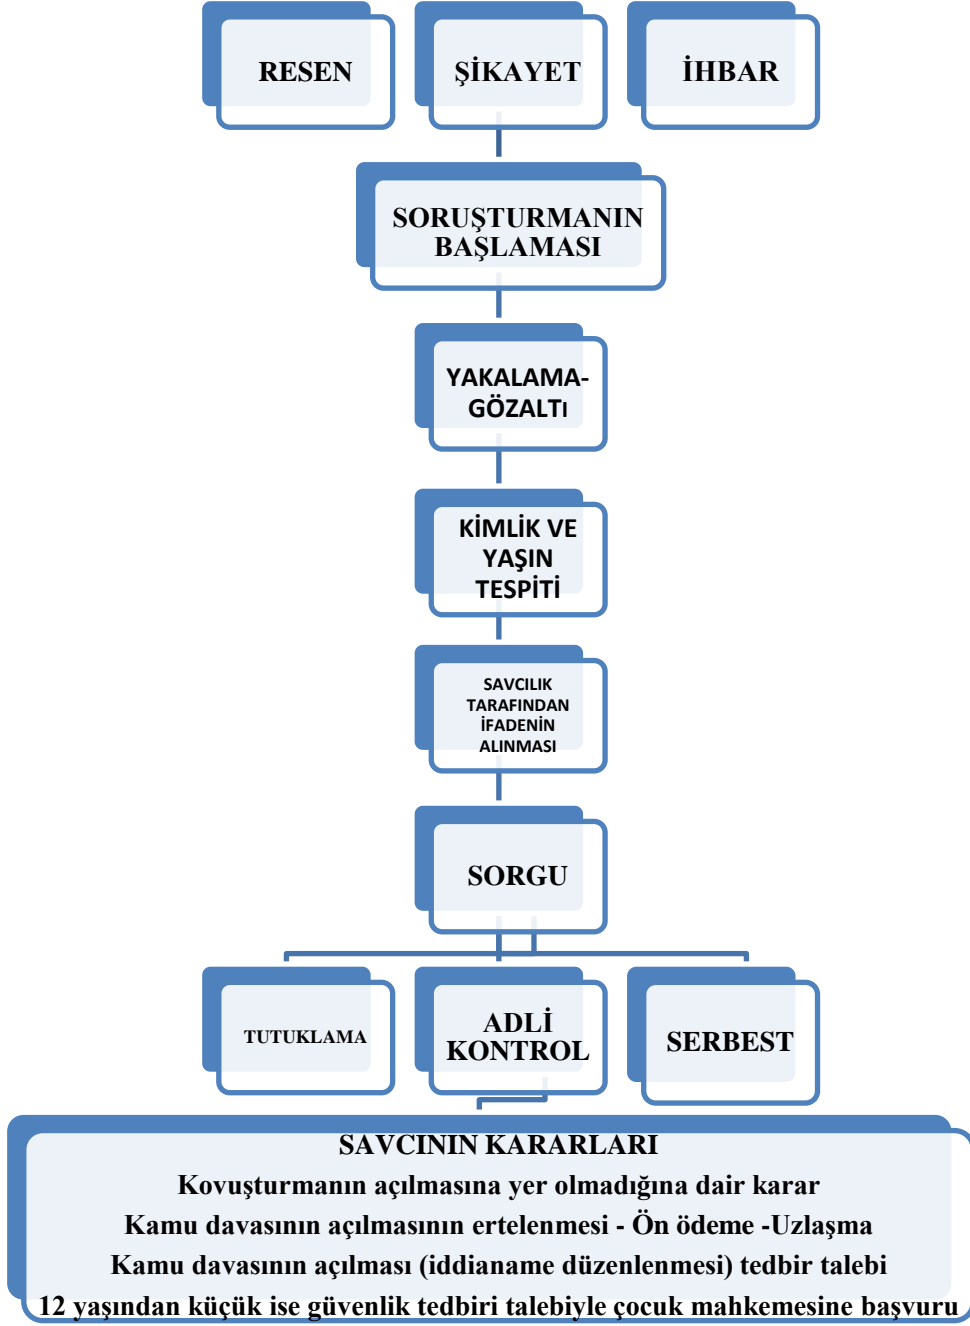 RESEN
ŞİKAYET
İHBAR
SORUŞTURMANIN
BAŞLAMASI
YAKALAMA-
GÖZALTI
KİMLİK VE
YAŞIN
TESPİTİ
SAVCILIK
TARAFINDAN
İFADENİN
ALINMASI
SORGU
TUTUKLAMA
ADLİ
KONTROL
SERBEST
SAVCININ KARARLARI
Kovuşturmanın açılmasına yer olmadığına dair karar
Kamu davasının açılmasının ertelenmesi - Ön ödeme -Uzlaşma
Kamu davasının açılması (iddianame düzenlenmesi) tedbir talebi
12 yaşından küçük ise güvenlik tedbiri talebiyle çocuk mahkemesine başvuru